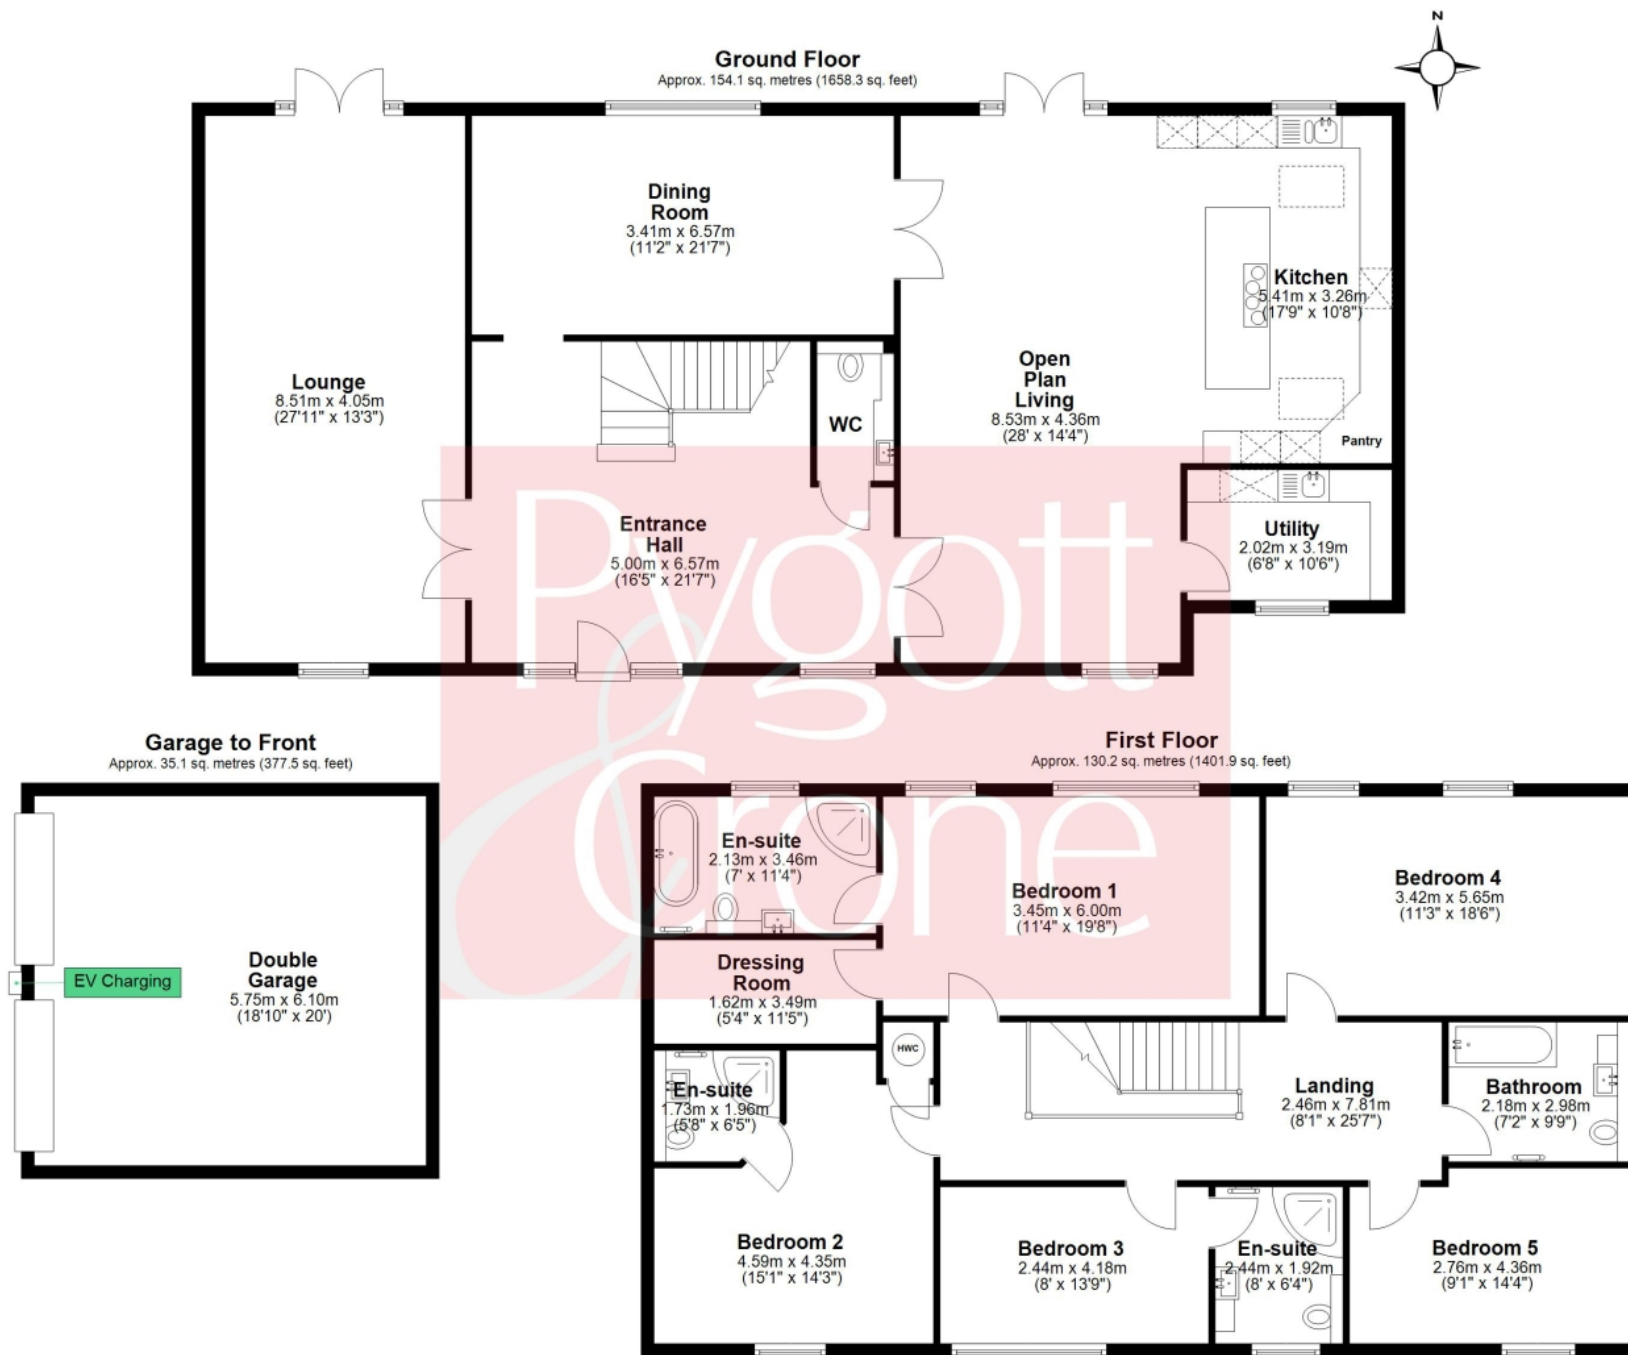 N
Ground Floor
Approx. 154.1 sq. metres (1658.3 sq. feet)
Dining
Room
3.41m x 6.57m
(11'2" x 21'7")
Kitchen
5.41m x 3.26m
(17'9" x 10'8")
Lounge
8.51m x 4.05m
(27'11" x 13'3")
Open
Plan
Living
8.53m x 4.36m
(28' x 14'4")
WC
Pantry
Entrance
Hall
5.00m x 6.57m
(16'5" x 21'7")
Utility
2.02m x 3.19m
(6'8" x 10'6")
Pygott
& Crone
Garage to Front
Approx. 35.1 sq. metres (377.5 sq. feet)
Double
Garage
5.75m x 6.10m
(18'10" x 20')
EV Charging
First Floor
Approx. 130.2 sq. metres (1401.9 sq. feet)
En-suite
2.13m x 3.46m
(7' x 11'4")
Bedroom 1
3.45m x 6.00m
(11'4" x 19'8")
Bedroom 4
3.42m x 5.65m
(11'3" x 18'6")
Dressing
Room
1.62m x 3.49m
(5'4" x 11'5")
HWC
En-suite
1.73m x 1.96m
(5'8" x 6'5")
Landing
2.46m x 7.81m
(8'1" x 25'7")
Bathroom
2.18m x 2.98m
(7'2" x 9'9")
Bedroom 2
4.59m x 4.35m
(15'1" x 14'3")
Bedroom 3
2.44m x 4.18m
(8' x 13'9")
En-suite
2.44m x 1.92m
(8' x 6'4")
Bedroom 5
2.76m x 4.36m
(9'1" x 14'4")